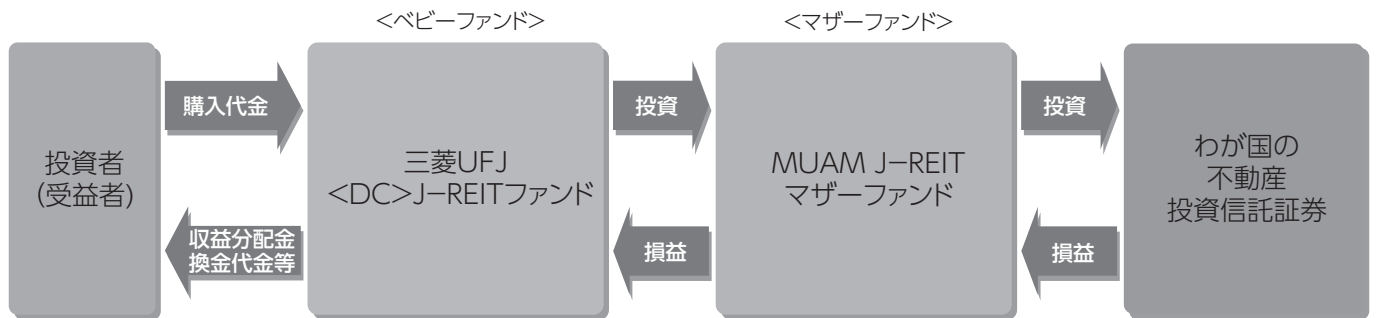 <ベビーファンド>
<マザーファンド>
投資者
(受益者)
購入代金
収益分配金
換金代金等
三菱UFJ
<DC>J-REITファンド
投資
損益
MUAM J-REIT
マザーファンド
投資
損益
わが国の
不動産
投資信託証券